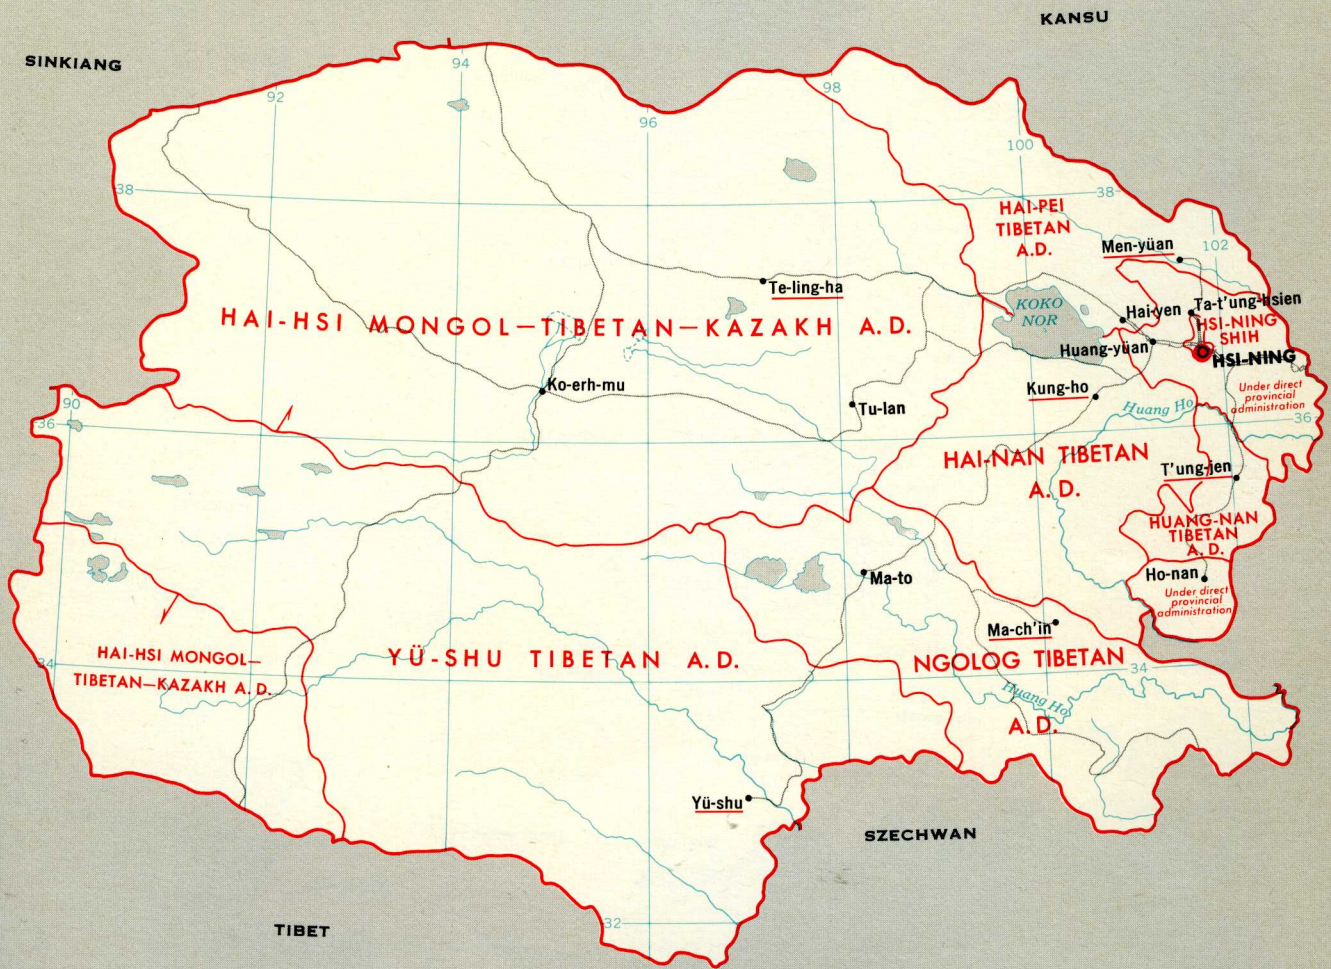 KANSU
SINKIANG
94
98
92
96
100
38
38
HAI-PEI
TIBETAN
A.D.
Men-yüan
102
Te-ling-ha
KOKO
NOR
Hai-yen
Ta-t'ung-hsien
HAI-HSI MONGOL–TIBETAN–KAZAKH A.D.
HSI-NING
SHIH
Huang-yüan
HSI-NING
Ko-erh-mu
Kung-ho
Under direct
provincial
administration
90
Tu-lan
Huang Ho
36
36
HAI-NAN TIBETAN
A.D.
T'ung-jen
HUANG-NAN
TIBETAN
A.D.
Ma-to
Ho-nan
Under direct
provincial
administration
Ma-ch'in
HAI-HSI MONGOL–
TIBETAN–KAZAKH A.D.
34
YÜ-SHU TIBETAN A.D.
NGOLOG TIBETAN
A.D.
34
Huang Ho
Yü-shu
SZECHWAN
32
TIBET